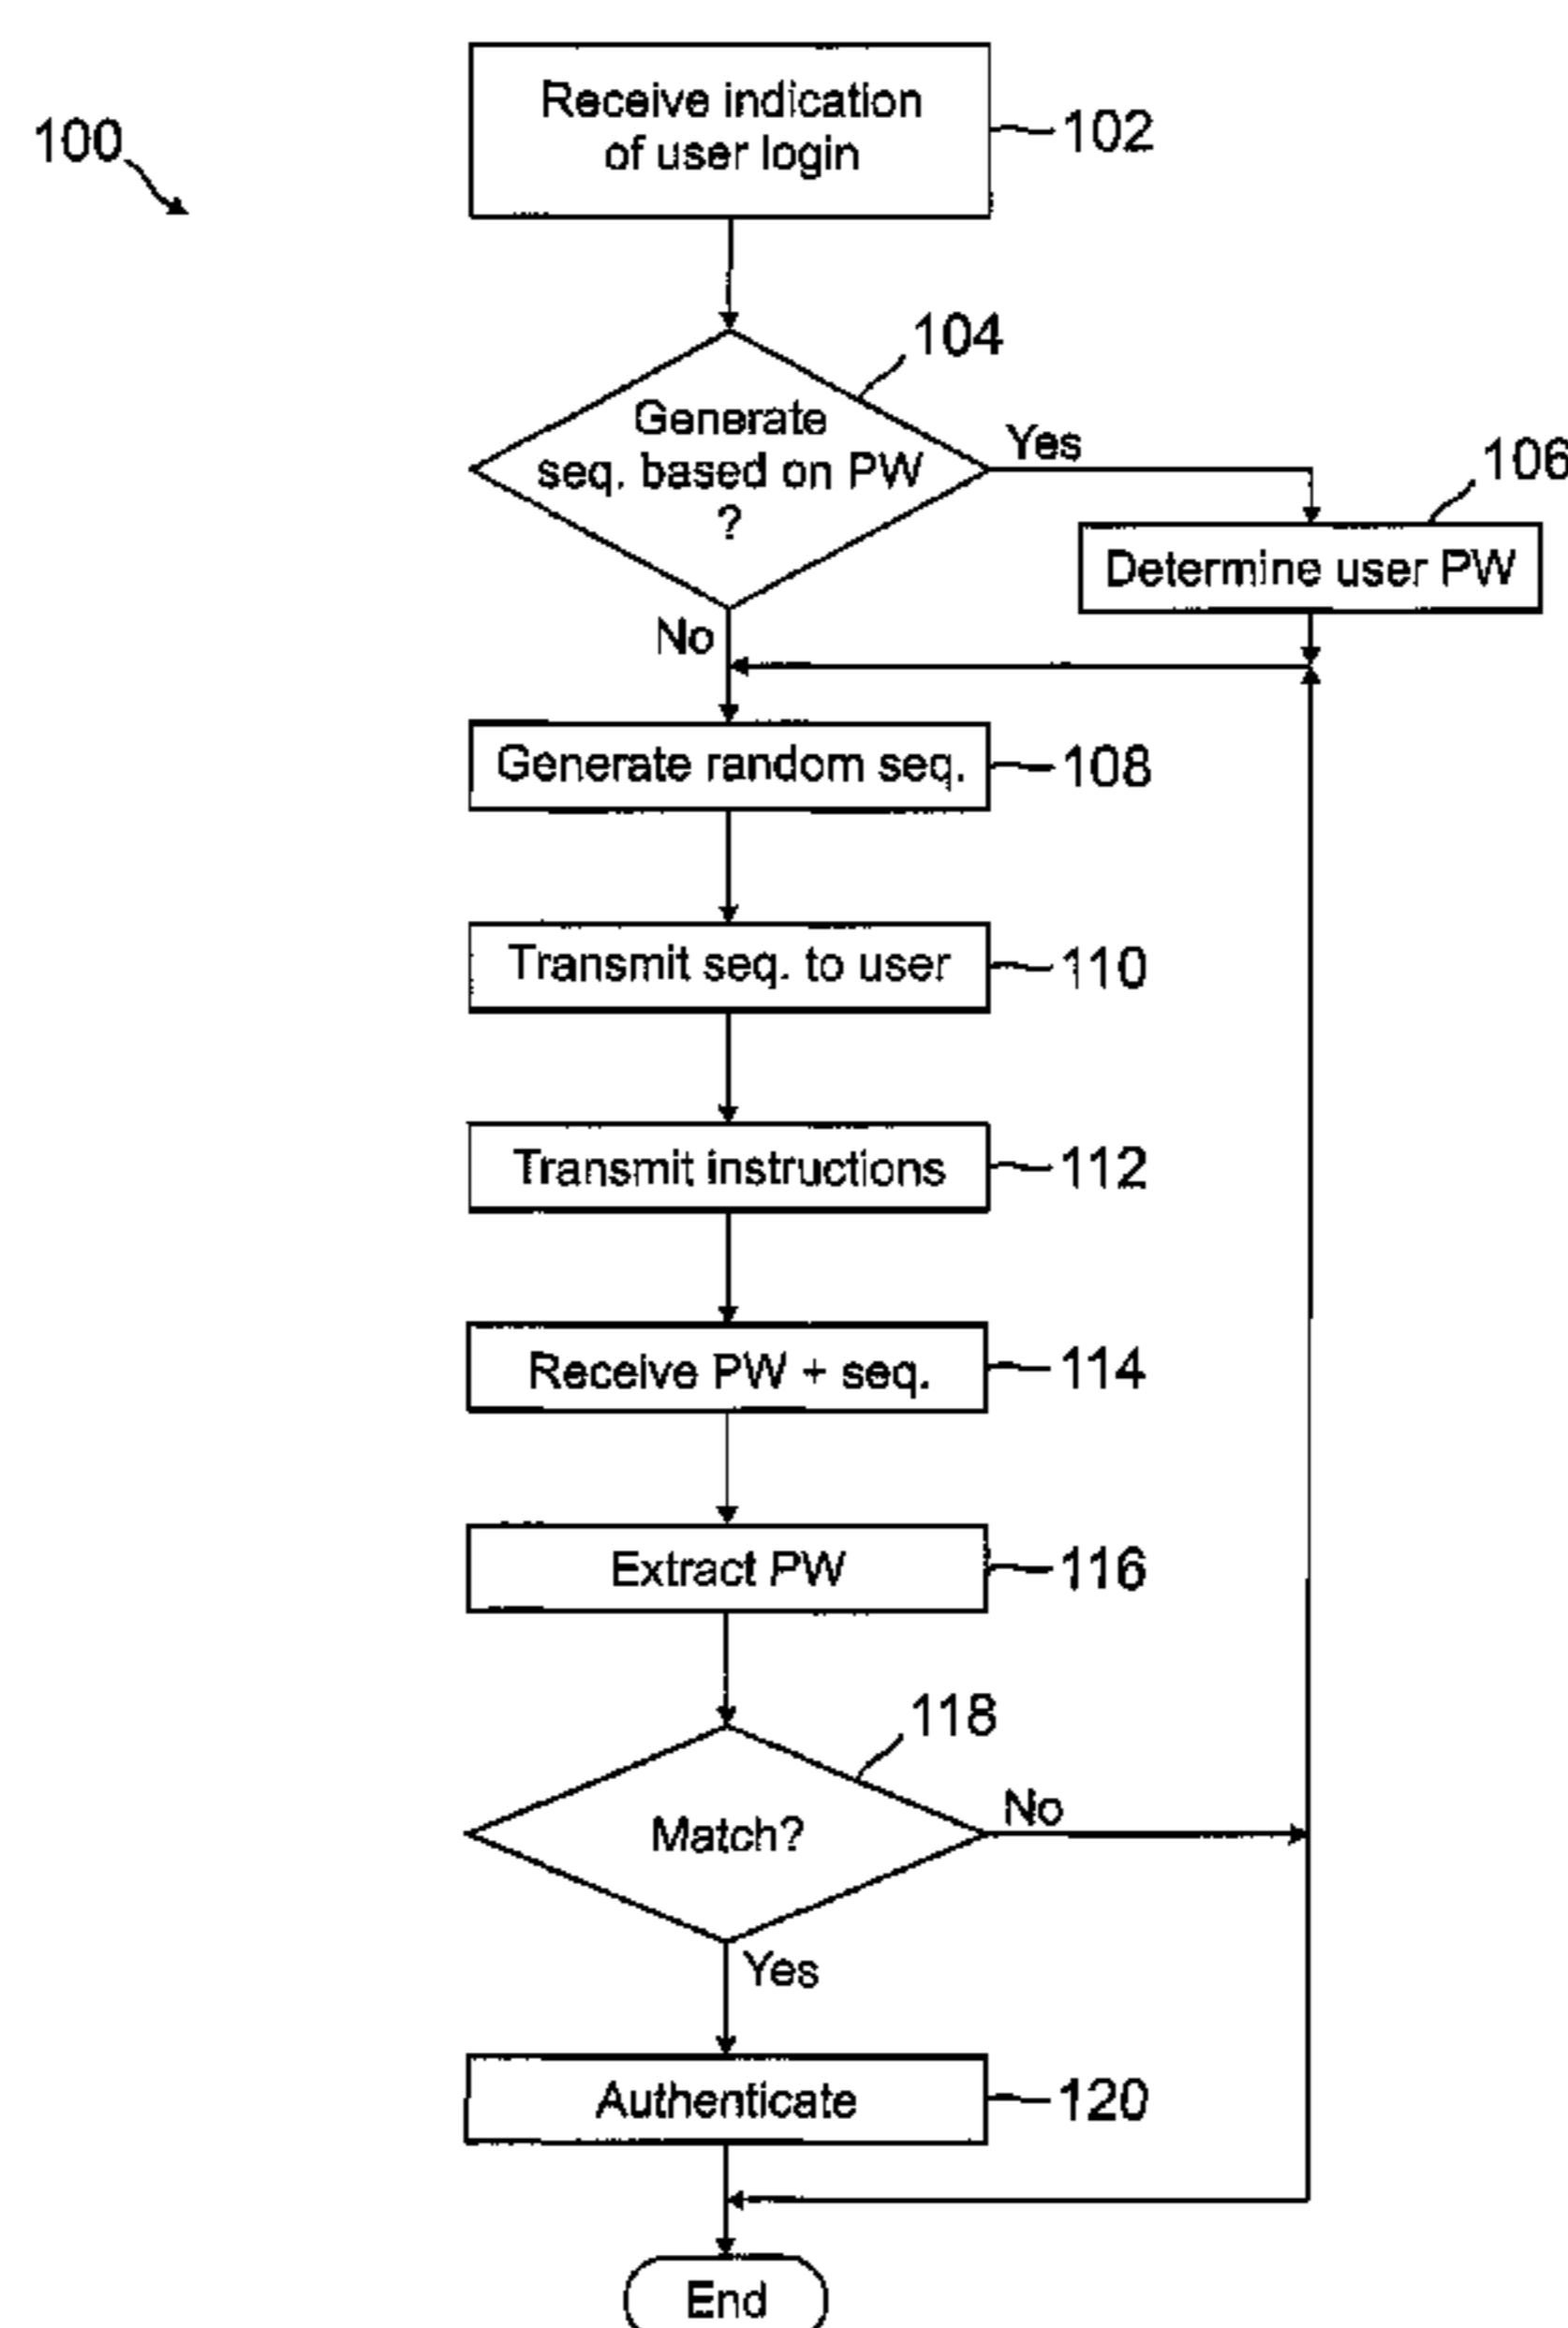 100
Receive indication
of user login
102
104
Generate
seq. based on PW
?
Yes
106
Determine user PW
No
Generate random seq.
108
Transmit seq. to user
110
Transmit instructions
112
Receive PW + seq.
114
Extract PW
116
118
Match?
No
Yes
Authenticate
120
End